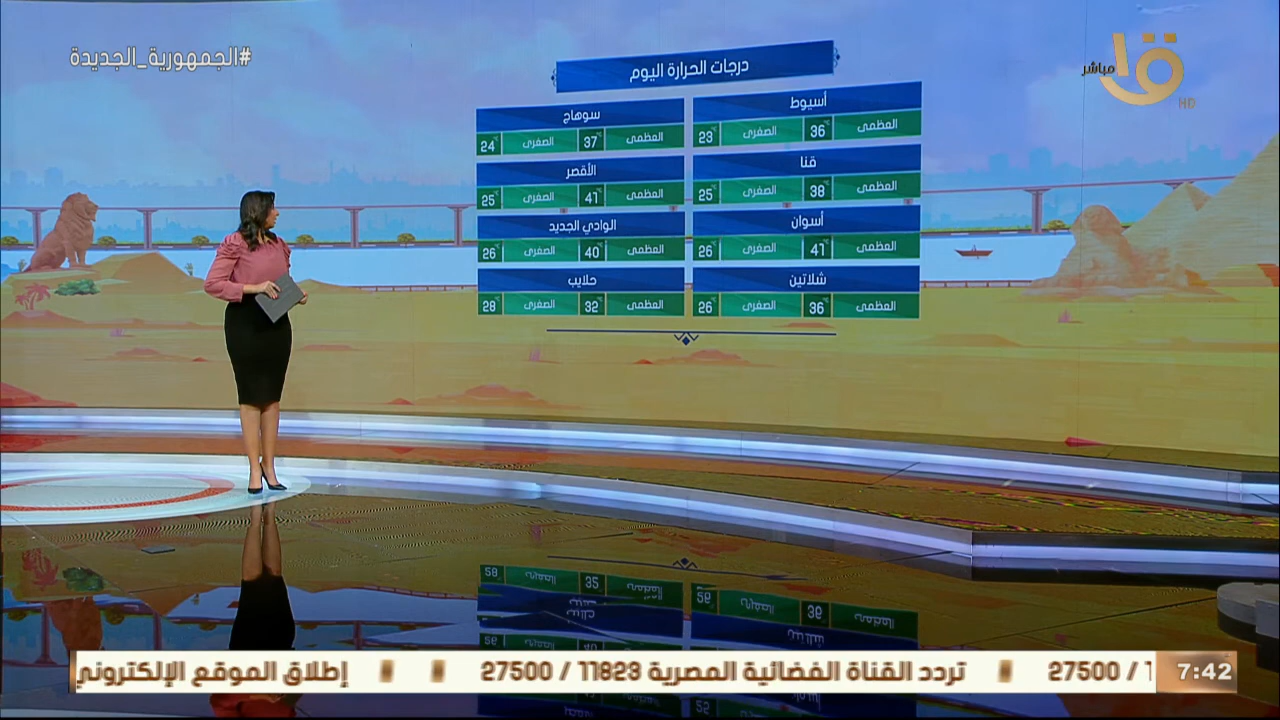 #الجمهورية_الجديدة
مباشر
HD
درجات الحرارة اليوم
أسيوط
العظمى 36 الصغرى 23
سوهاج
العظمى 37 الصغرى 24
قنا
العظمى 38 الصغرى 25
الأقصر
العظمى 41 الصغرى 25
أسوان
العظمى 41 الصغرى 26
الوادي الجديد
العظمى 40 الصغرى 26
شلاتين
العظمى 36 الصغرى 26
حلايب
العظمى 32 الصغرى 28
7:42
27500 / 1
تردد القناة الفضائية المصرية 11823 / 27500
إطلاق الموقع الإلكتروني